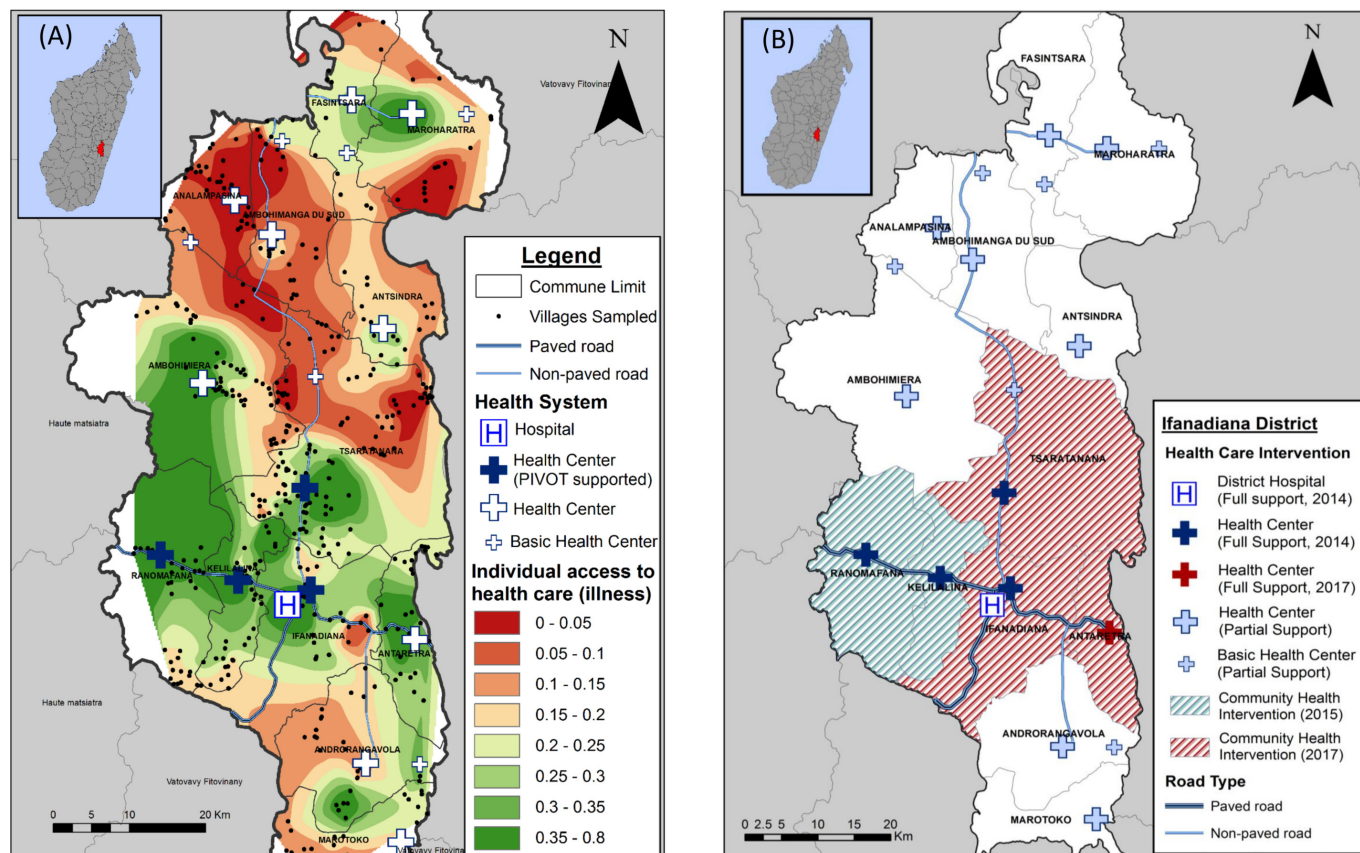 (A)
N
Vatovavy Fitovinan
FASINTSARA
MAROHARATRA
ANALAMPASINA
AMBOHIMANGA DU SUD
ANTSINDRA
AMBOHIMIERA
Haute matsiatra
TSARATANANA
RANOMAFANA
KELILALINA
IFANADIANA
ANTARETRA
Haute matsiatra
ANDRORANGAVOLA
Vatovavy Fitovinany
MAROTOKO
Vatovavy Fitovina
0 5 10 20 KM
Legend
Commune Limit
Villages Sampled
Paved road
Non-paved road
Health System
H
Hospital
Health Center
(PIVOT supported)
Health Center
Basic Health Center
Individual access to
health care (illness)
0 - 0.05
0.05 - 0.1
0.1 - 0.15
0.15 - 0.2
0.2 - 0.25
0.25 - 0.3
0.3 - 0.35
0.35 - 0.8
H
(B)
N
FASINTSARA
MAROHARATRA
ANALAMPASINA
AMBOHIMANGA DU SUD
ANTSINDRA
AMBOHIMIERA
TSARATANANA
RANOMAFANA
KELILALINA
H
IFANADIANA
ANTARETRA
ANDRORANGAVOLA
MAROTOKO
0 2.5 5 10 15 20 Km
Ifanadiana District
Health Care Intervention
H
District Hospital
(Full support, 2014)
Health Center
(Full Support, 2014)
Health Center
(Full Support, 2017)
Health Center
(Partial Support)
Basic Health Center
(Partial Support)
Community Health
Intervention (2015)
Community Health
Intervention (2017)
Road Type
Paved road
Non-paved road